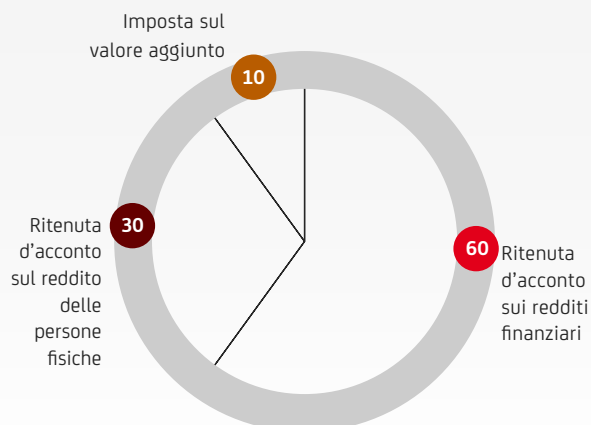 Imposta sul
valore aggiunto
10
30
Ritenuta
d’acconto
sul reddito
delle
persone
fisiche
60
Ritenuta
d’acconto
sui redditi
finanziari